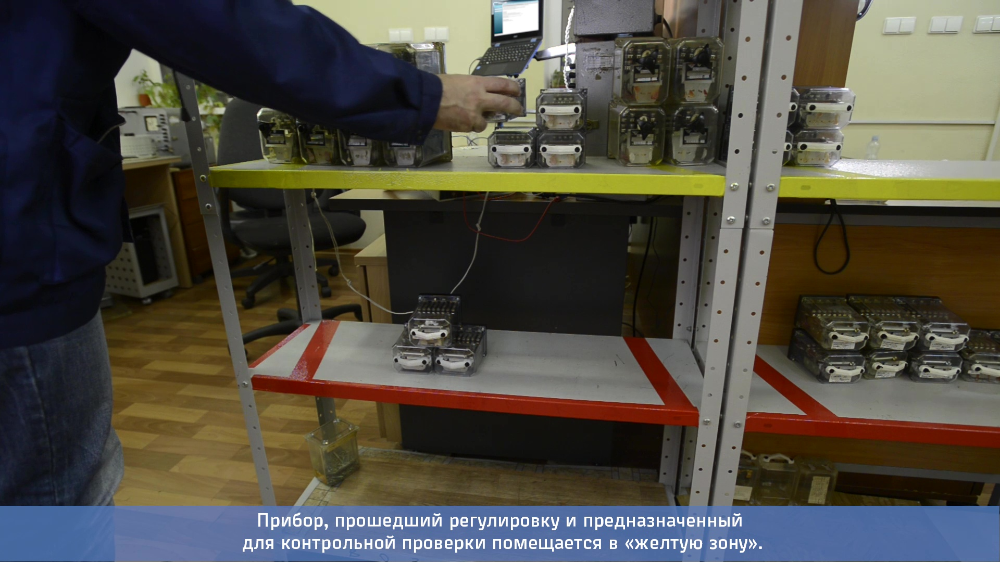 Прибор, прошедший регулировку и предназначенный
для контрольной проверки помещается в «желтую зону».